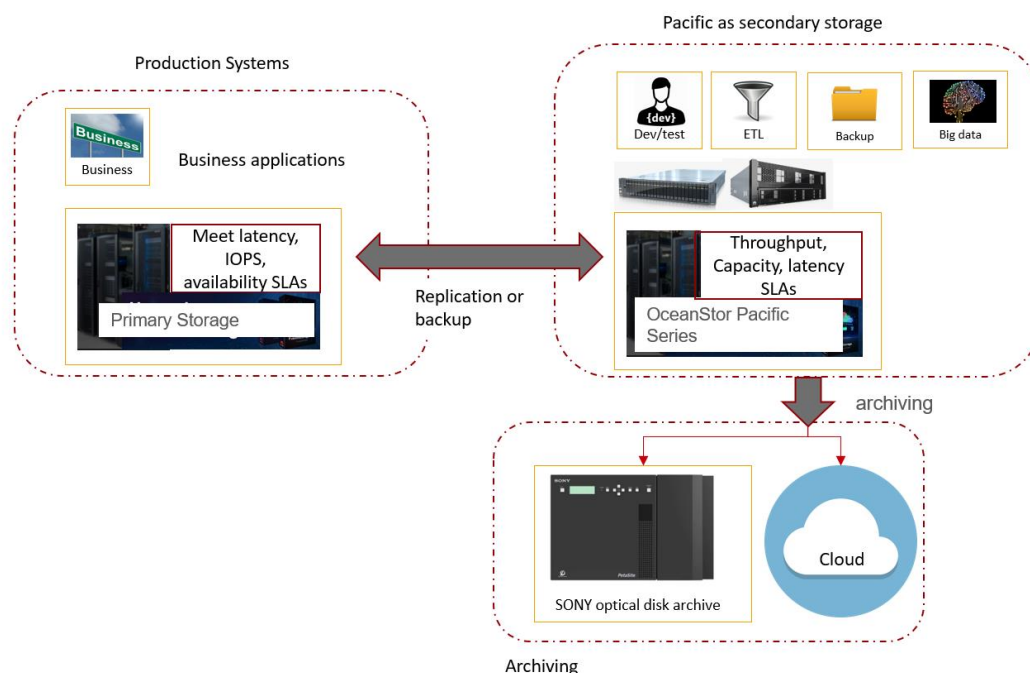 Pacific as secondary storage
Production Systems
Business
Business
Business applications
{dev}
Dev/test
ETL
Backup
Big data
Meet latency,
IOPS,
availability SLAs
Primary Storage
Replication or
backup
Throughput,
Capacity, latency
SLAs
OceanStor Pacific
Series
archiving
SONY
PetaSite
SONY optical disk archive
Cloud
Archiving